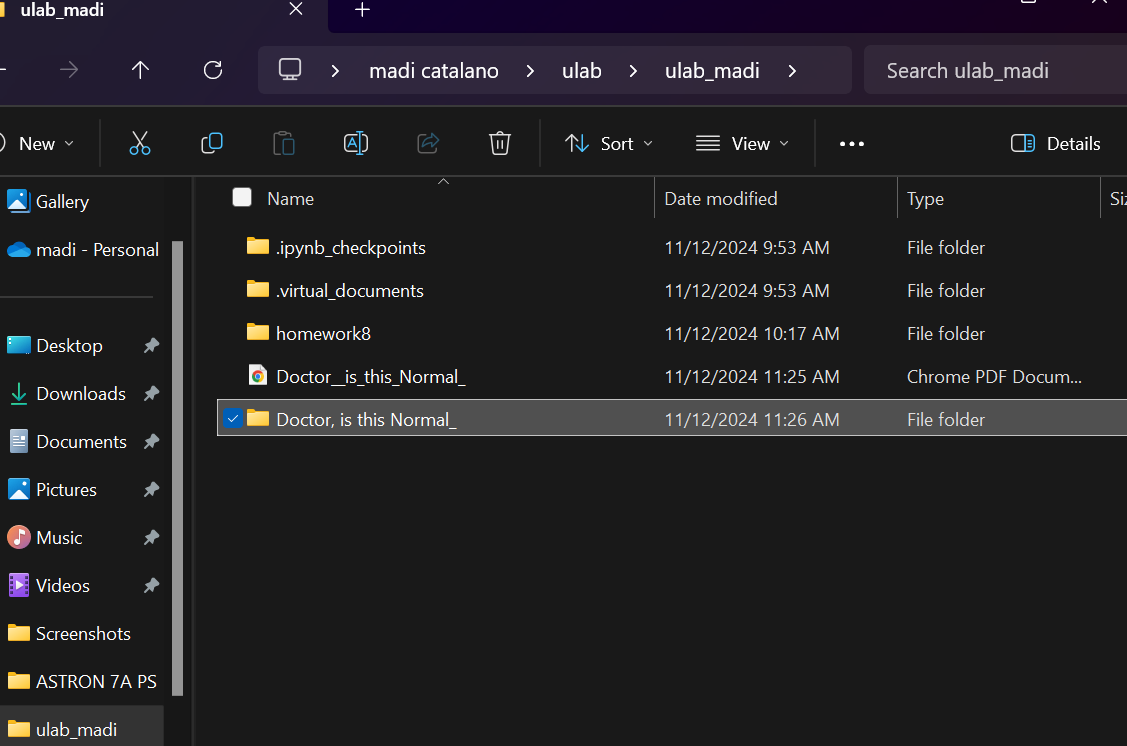 ulab_madi
madi catalano > ulab > ulab_madi >
Search ulab_madi
New
Sort
View
Details
Gallery
madi - Personal
Desktop
Downloads
Documents
Pictures
Music
Videos
Screenshots
ASTRON 7A PS
ulab_madi
Name Date modified Type
.ipynb_checkpoints 11/12/2024 9:53 AM File folder
.virtual_documents 11/12/2024 9:53 AM File folder
homework8 11/12/2024 10:17 AM File folder
Doctor__is_this_Normal_ 11/12/2024 11:25 AM Chrome PDF Docum...
Doctor, is this Normal_ 11/12/2024 11:26 AM File folder